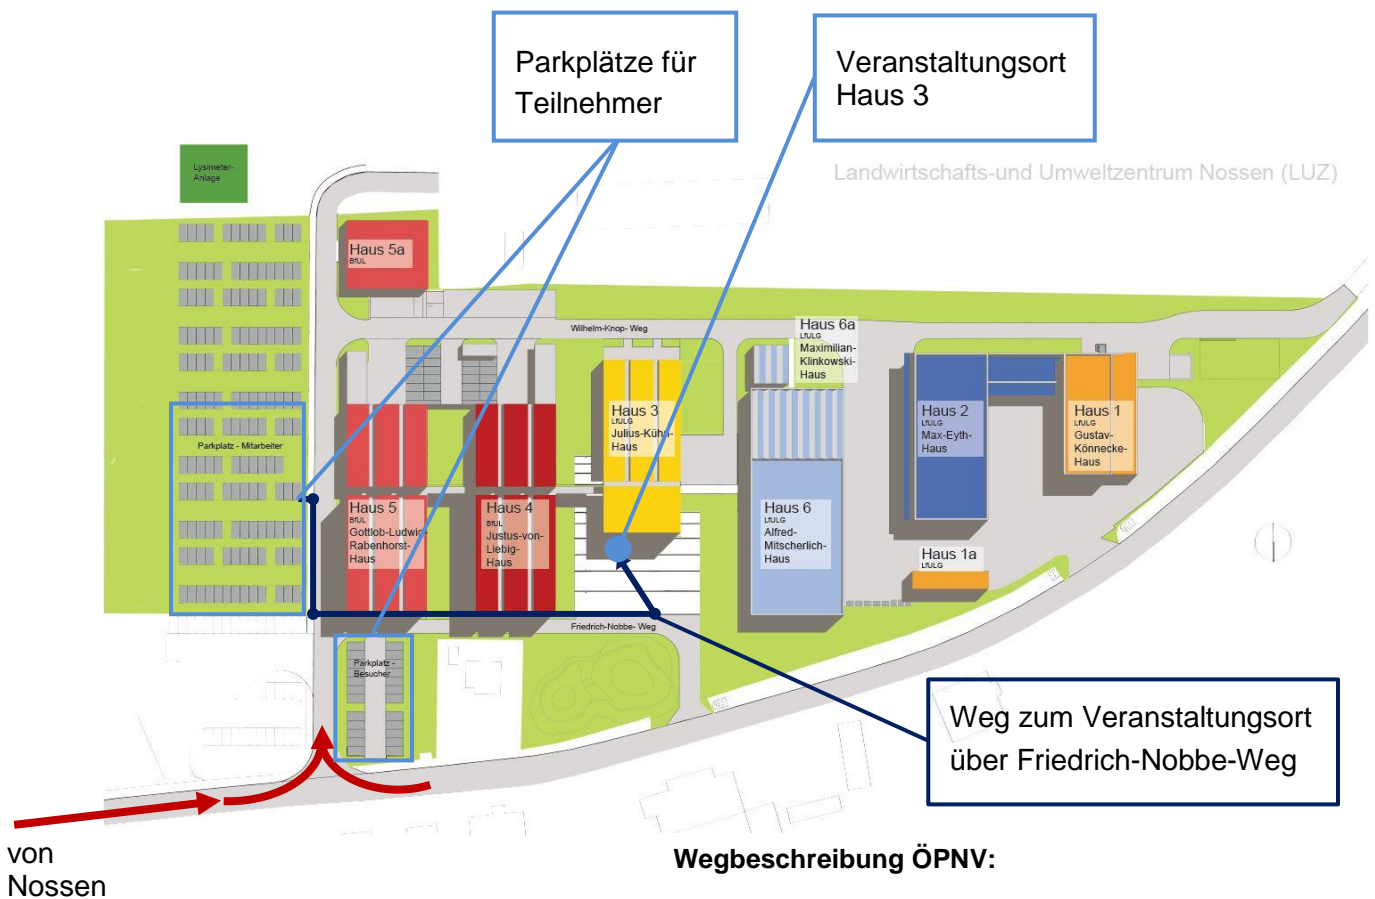 Parkplätze für
Teilnehmer
Veranstaltungsort
Haus 3
Landwirtschafts-und Umweltzentrum Nossen (LUZ)
Lysimeter-
Anlage
Haus 5a
BfUL
Wilhelm-Knop- Weg
Haus 6a
LfULG
Maximilian-
Klinkowski-
Haus
Haus 3
LfULG
Julius-Kühn-
Haus
Haus 2
LfULG
Max-Eyth-
Haus
Haus 1
LfULG
Gustav-
Könnecke-
Haus
Parkplatz - Mitarbeiter
Haus 5
BfUL
Gottlob-Ludwig-
Rabenhorst-
Haus
Haus 4
BfUL
Justus-von-
Liebig-
Haus
Haus 6
LfULG
Alfred-
Mitscherlich-
Haus
Haus 1a
LfULG
Friedrich-Nobbe- Weg
Parkplatz -
Besucher
Weg zum Veranstaltungsort
über Friedrich-Nobbe-Weg
von
Nossen
Wegbeschreibung ÖPNV: